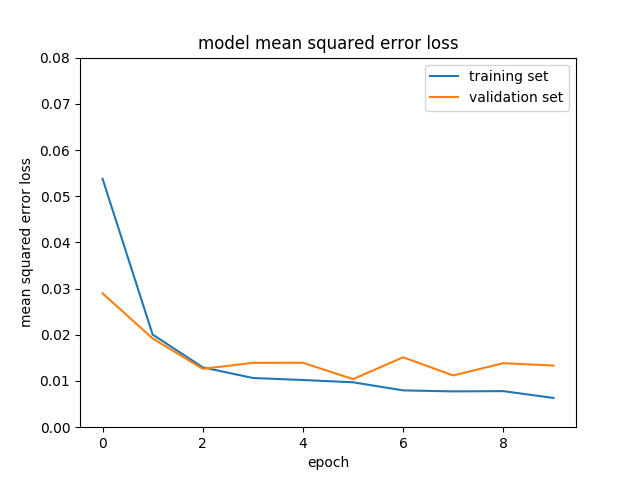 model mean squared error loss
training set
validation set
0.08
0.07
0.06
0.05
0.04
0.03
0.02
0.01
0.00
mean squared error loss
0 2 4 6 8
epoch